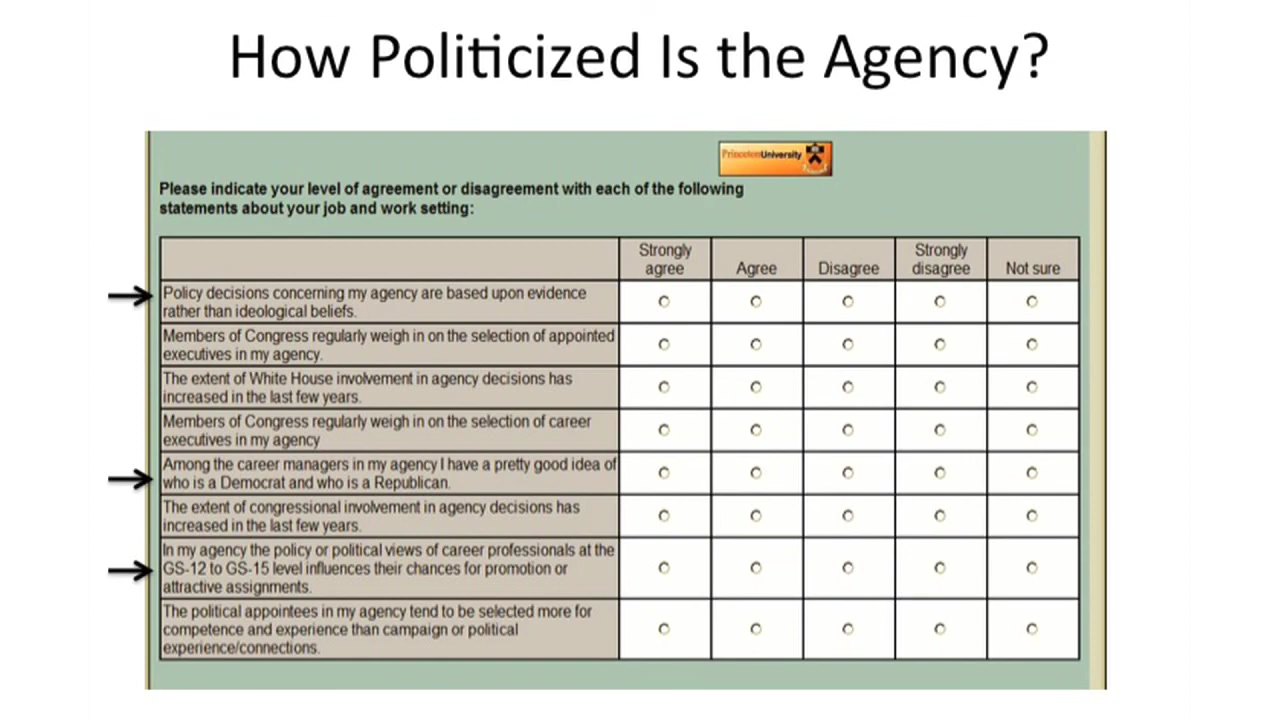 How Politicized Is the Agency?
PrincetonUniversity
Please indicate your level of agreement or disagreement with each of the following
statements about your job and work setting:
Strongly agree
Agree
Disagree
Strongly disagree
Not sure
Policy decisions concerning my agency are based upon evidence
rather than ideological beliefs.
Members of Congress regularly weigh in on the selection of appointed
executives in my agency.
The extent of White House involvement in agency decisions has
increased in the last few years.
Members of Congress regularly weigh in on the selection of career
executives in my agency
Among the career managers in my agency I have a pretty good idea of
who is a Democrat and who is a Republican.
The extent of congressional involvement in agency decisions has
increased in the last few years.
In my agency the policy or political views of career professionals at the
GS-12 to GS-15 level influences their chances for promotion or
attractive assignments.
The political appointees in my agency tend to be selected more for
competence and experience than campaign or political
experience/connections.